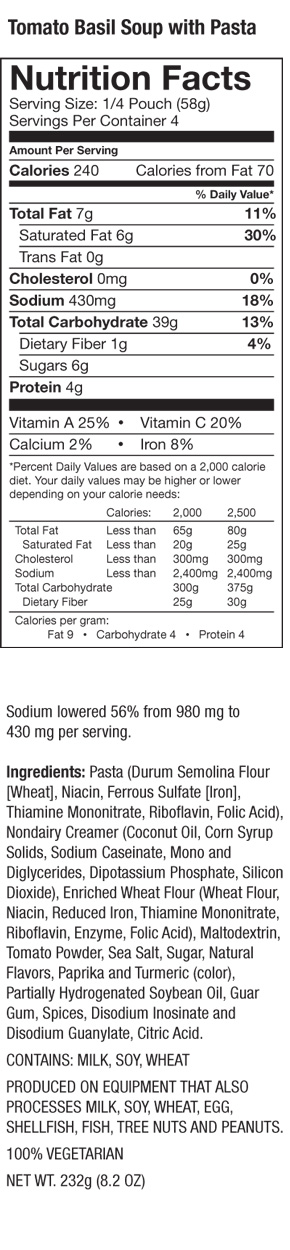 Tomato Basil Soup with Pasta
Nutrition Facts
Serving Size: 1/4 Pouch (58g)
Servings Per Container 4
Amount Per Serving
Calories 240 Calories from Fat 70
% Daily Value*
Total Fat 7g 11%
Saturated Fat 6g 30%
Trans Fat 0g
Cholesterol 0mg 0%
Sodium 430mg 18%
Total Carbohydrate 39g 13%
Dietary Fiber 1g 4%
Sugars 6g
Protein 4g
Vitamin A 25% • Vitamin C 20%
Calcium 2% • Iron 8%
*Percent Daily Values are based on a 2,000 calorie
diet. Your daily values may be higher or lower
depending on your calorie needs:
Calories: 2,000 2,500
Total Fat Less than 65g 80g
Saturated Fat Less than 20g 25g
Cholesterol Less than 300mg 300mg
Sodium Less than 2,400mg 2,400mg
Total Carbohydrate 300g 375g
Dietary Fiber 25g 30g
Calories per gram:
Fat 9 • Carbohydrate 4 • Protein 4
Sodium lowered 56% from 980 mg to
430 mg per serving.
Ingredients: Pasta (Durum Semolina Flour
[Wheat], Niacin, Ferrous Sulfate [Iron],
Thiamine Mononitrate, Riboflavin, Folic Acid),
Nondairy Creamer (Coconut Oil, Corn Syrup
Solids, Sodium Caseinate, Mono and
Diglycerides, Dipotassium Phosphate, Silicon
Dioxide), Enriched Wheat Flour (Wheat Flour,
Niacin, Reduced Iron, Thiamine Mononitrate,
Riboflavin, Enzyme, Folic Acid), Maltodextrin,
Tomato Powder, Sea Salt, Sugar, Natural
Flavors, Paprika and Turmeric (color),
Partially Hydrogenated Soybean Oil, Guar
Gum, Spices, Disodium Inosinate and
Disodium Guanylate, Citric Acid.
CONTAINS: MILK, SOY, WHEAT
PRODUCED ON EQUIPMENT THAT ALSO
PROCESSES MILK, SOY, WHEAT, EGG,
SHELLFISH, FISH, TREE NUTS AND PEANUTS.
100% VEGETARIAN
NET WT. 232g (8.2 OZ)